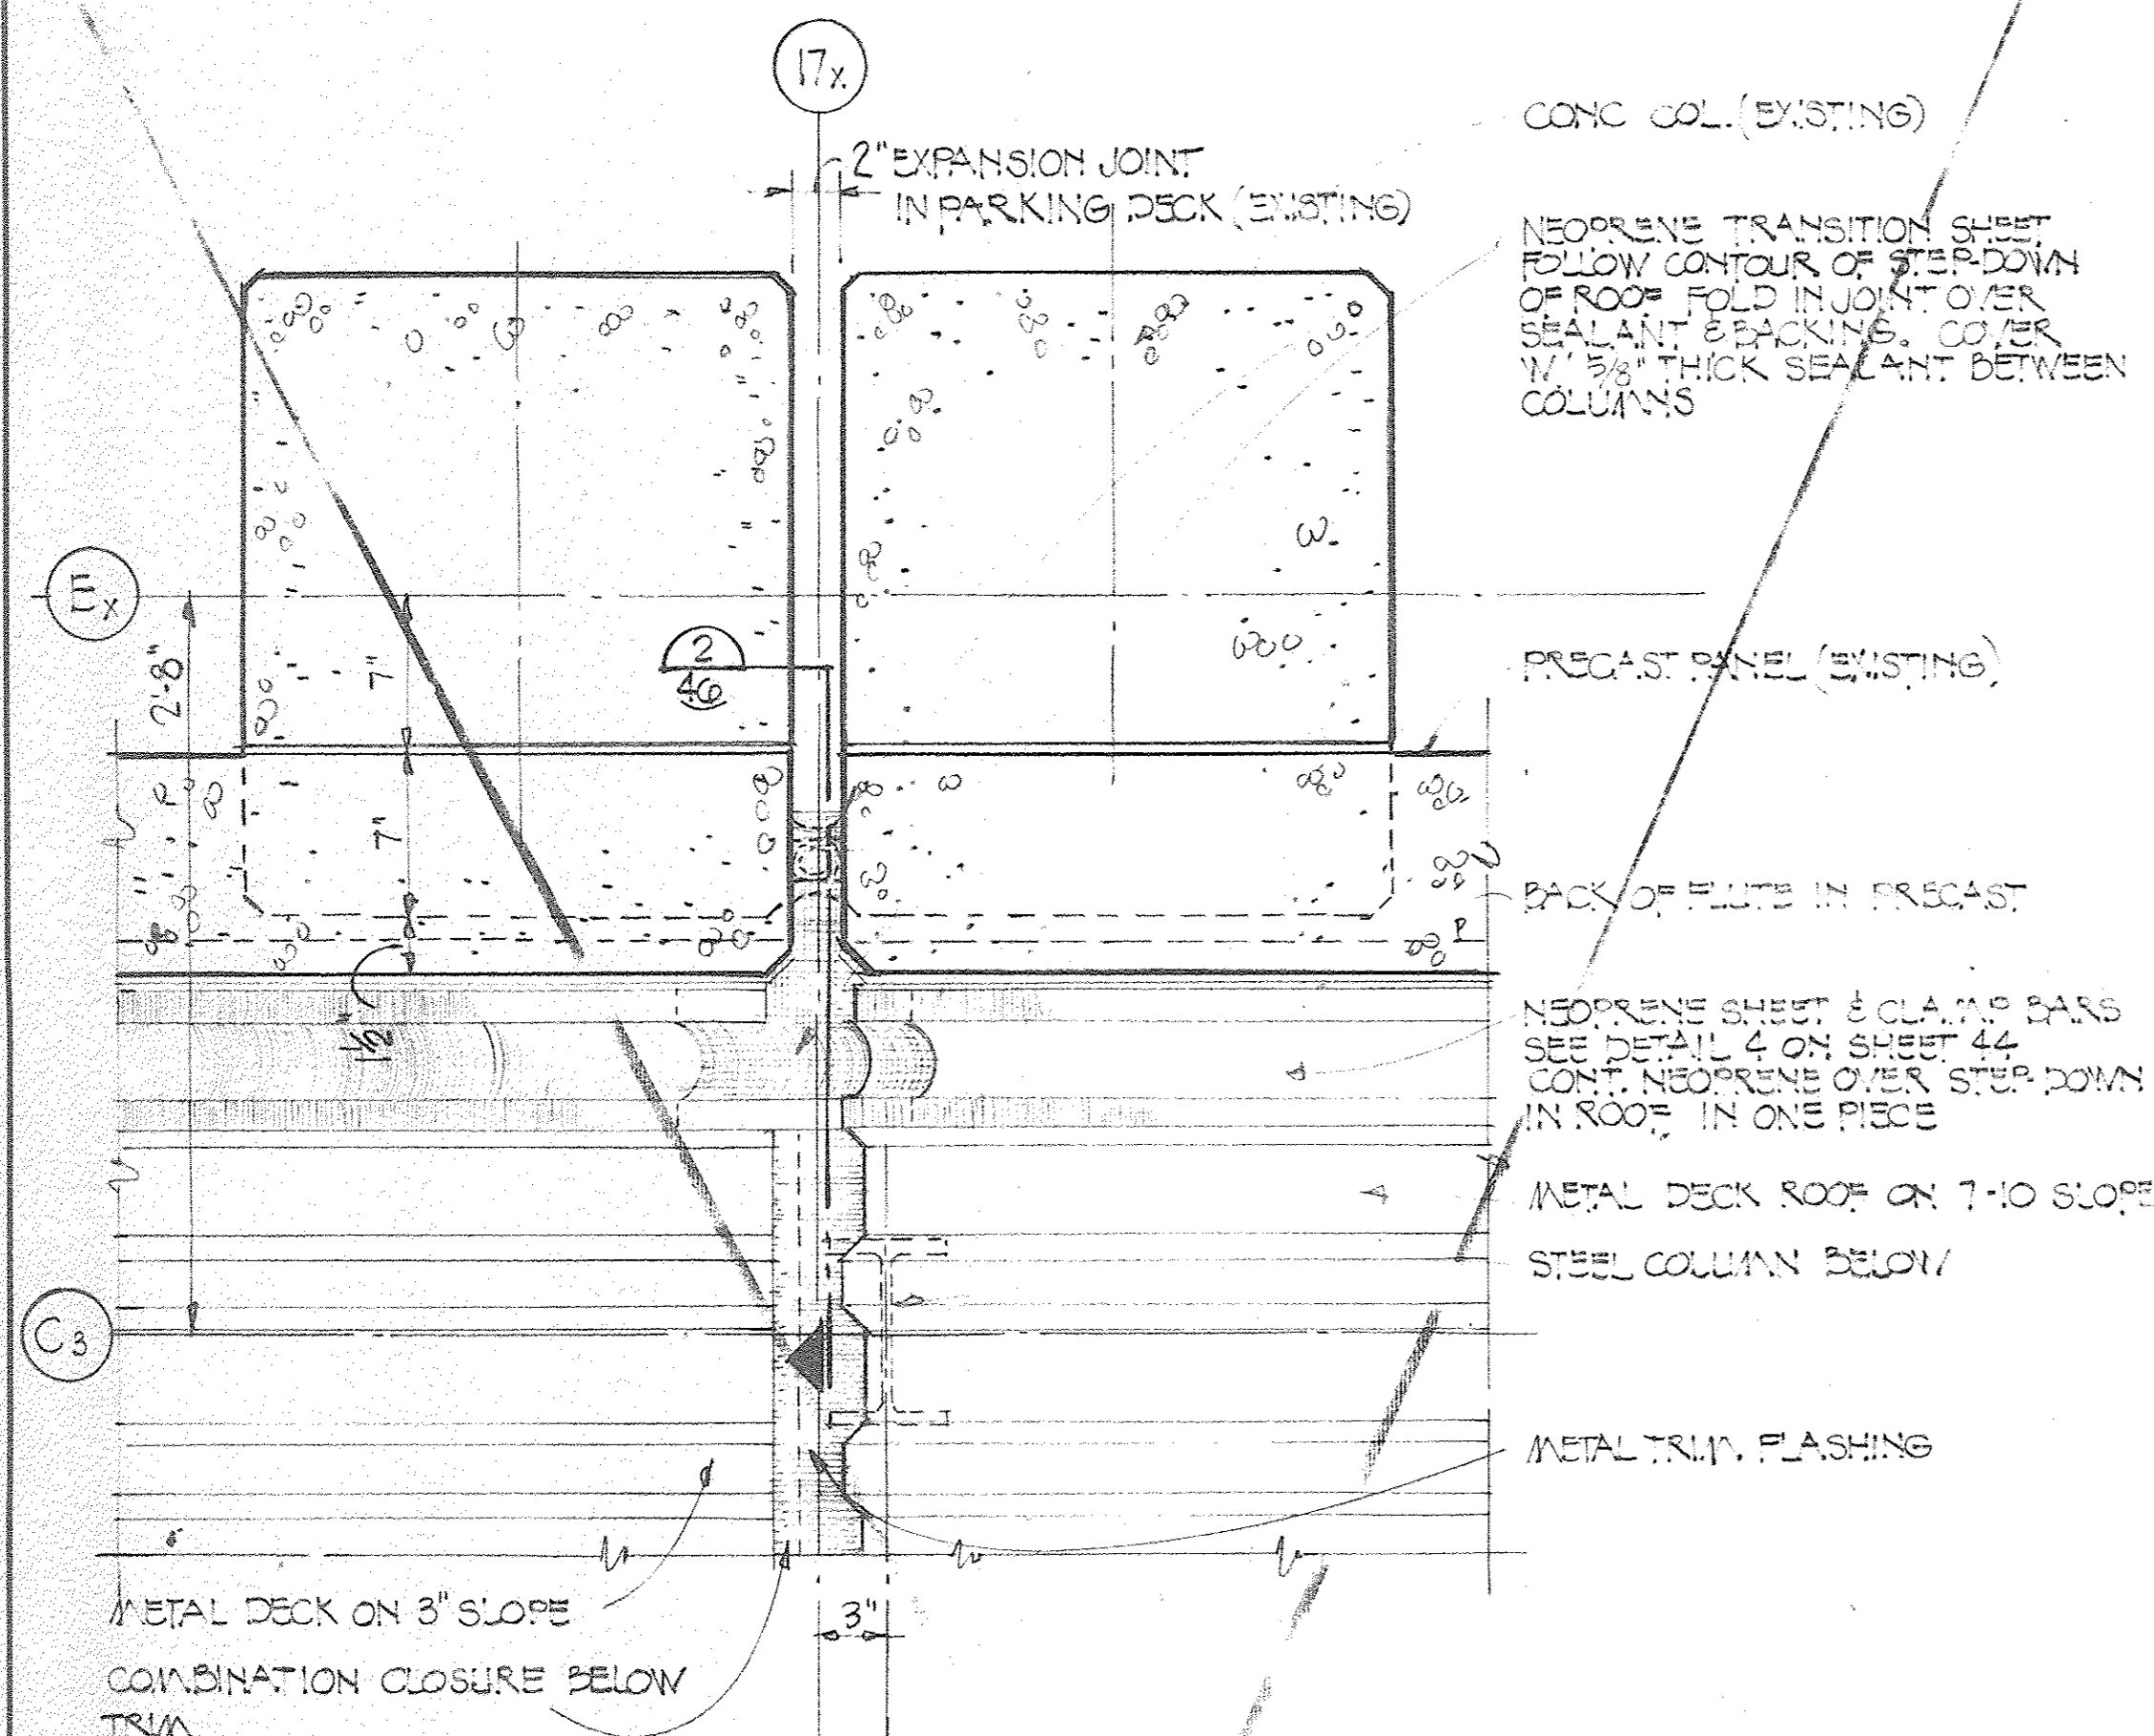 17x
2" EXPANSION JOINT
IN PARKING DECK (EXISTING)
CONC COL. (EXISTING)
NEOPRENE TRANSITION SHEET
FOLLOW CONTOUR OF STEP-DOWN
OF ROOF FOLD IN JOINT OVER
SEALANT & BACKING. COVER
W/ 5/8" THICK SEALANT BETWEEN
COLUMNS
Ex
2'-8"
7"
2
46
PRECAST PANEL (EXISTING)
7"
BACK OF FLUTE IN PRECAST
1½"
NEOPRENE SHEET & CLAMP BARS
SEE DETAIL 4 ON SHEET 44
CONT. NEOPRENE OVER STEP-DOWN
IN ROOF IN ONE PIECE
METAL DECK ROOF ON 7-10 SLOPE
STEEL COLUMN BELOW
C3
METAL TRIM FLASHING
METAL DECK ON 3" SLOPE
3"
COMBINATION CLOSURE BELOW
TRIM